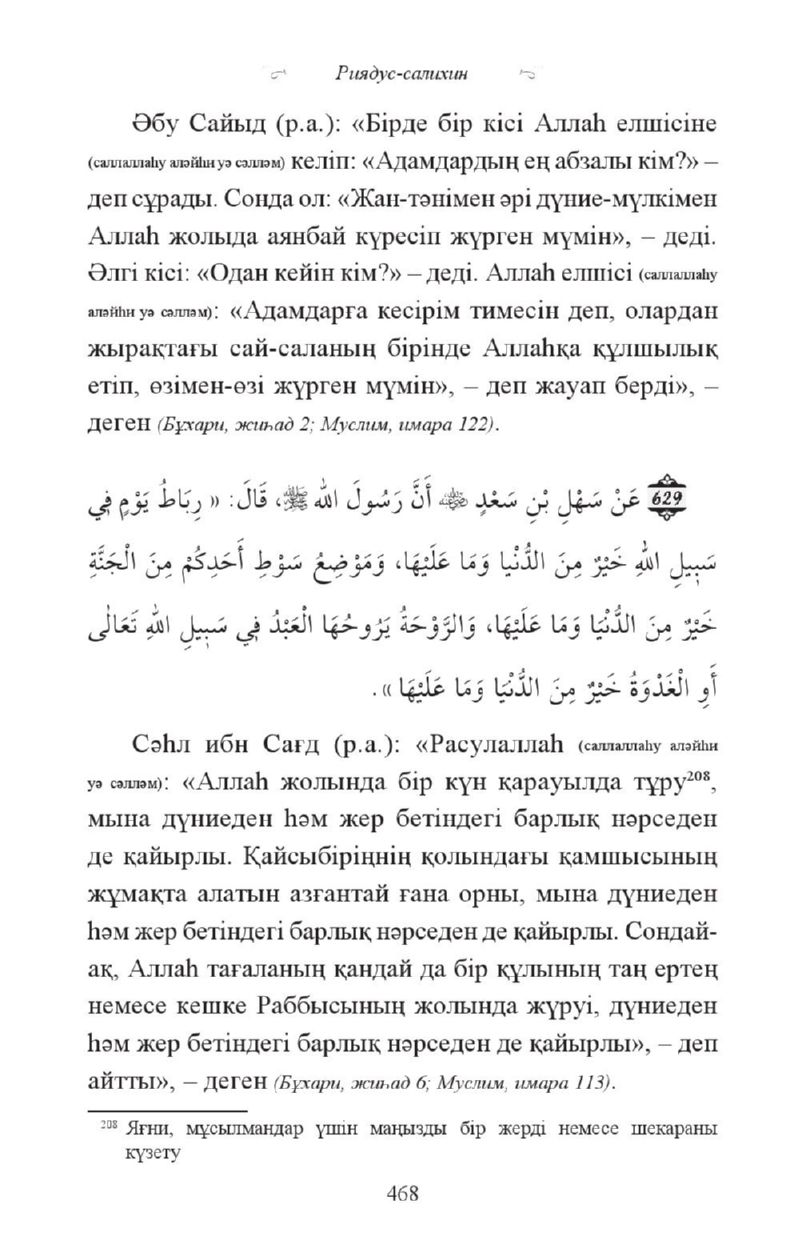 Риядус-салихин
Әбу Сайыд (р.а.): «Бірде бір кісі Аллаһ елшісіне
(саллаллаһу аләйһи уә сәлләм) келіп: «Адамдардың ең абзалы кім?» –
деп сұрады. Сонда ол: «Жан-тәнімен әрі дүние-мүлкімен
Аллаһ жолыда аянбай күресіп жүрген мүмін», – деді.
Әлгі кісі: «Одан кейін кім?» – деді. Аллаһ елшісі (саллаллаһу
аләйһи уә сәлләм): «Адамдарға кесірім тимесін деп, олардан
жырақтағы сай-саланың бірінде Аллаһқа құлшылық
етіп, өзімен-өзі жүрген мүмін», – деп жауап берді», –
деген (Бұхари, жиһад 2; Муслим, имара 122).
629 عَنْ سَهْلِ بْنِ سَعْدٍ ﷺ أَنَّ رَسُولَ اللهِ ﷺ، قَالَ: « رِبَاطُ يَوْمٍ فِي
سَبِيلِ اللهِ خَيْرٌ مِنَ الدُّنْيَا وَمَا عَلَيْهَا، وَمَوْضِعُ سَوْطِ أَحَدِكُمْ مِنَ الْجَنَّةِ
خَيْرٌ مِنَ الدُّنْيَا وَمَا عَلَيْهَا، وَالرَّوْحَةُ يَرُوحُهَا الْعَبْدُ فِي سَبِيلِ اللهِ تَعَالَى
أَوِ الْغَدْوَةُ خَيْرٌ مِنَ الدُّنْيَا وَمَا عَلَيْهَا ».
Сәһл ибн Сағд (р.а.): «Расулаллаһ (саллаллаһу аләйһи
уә сәлләм): «Аллаһ жолында бір күн қарауылда тұру²⁰⁸,
мына дүниеден һәм жер бетіндегі барлық нәрседен
де қайырлы. Қайсыбіріңнің қолындағы қамшысының
жұмақта алатын азғантай ғана орны, мына дүниеден
һәм жер бетіндегі барлық нәрседен де қайырлы. Сондай-
ақ, Аллаһ тағаланың қандай да бір құлының таң ертең
немесе кешке Раббысының жолында жүруі, дүниеден
һәм жер бетіндегі барлық нәрседен де қайырлы», – деп
айтты», – деген (Бұхари, жиһад 6; Муслим, имара 113).
²⁰⁸ Яғни, мұсылмандар үшін маңызды бір жерді немесе шекараны
күзету
468